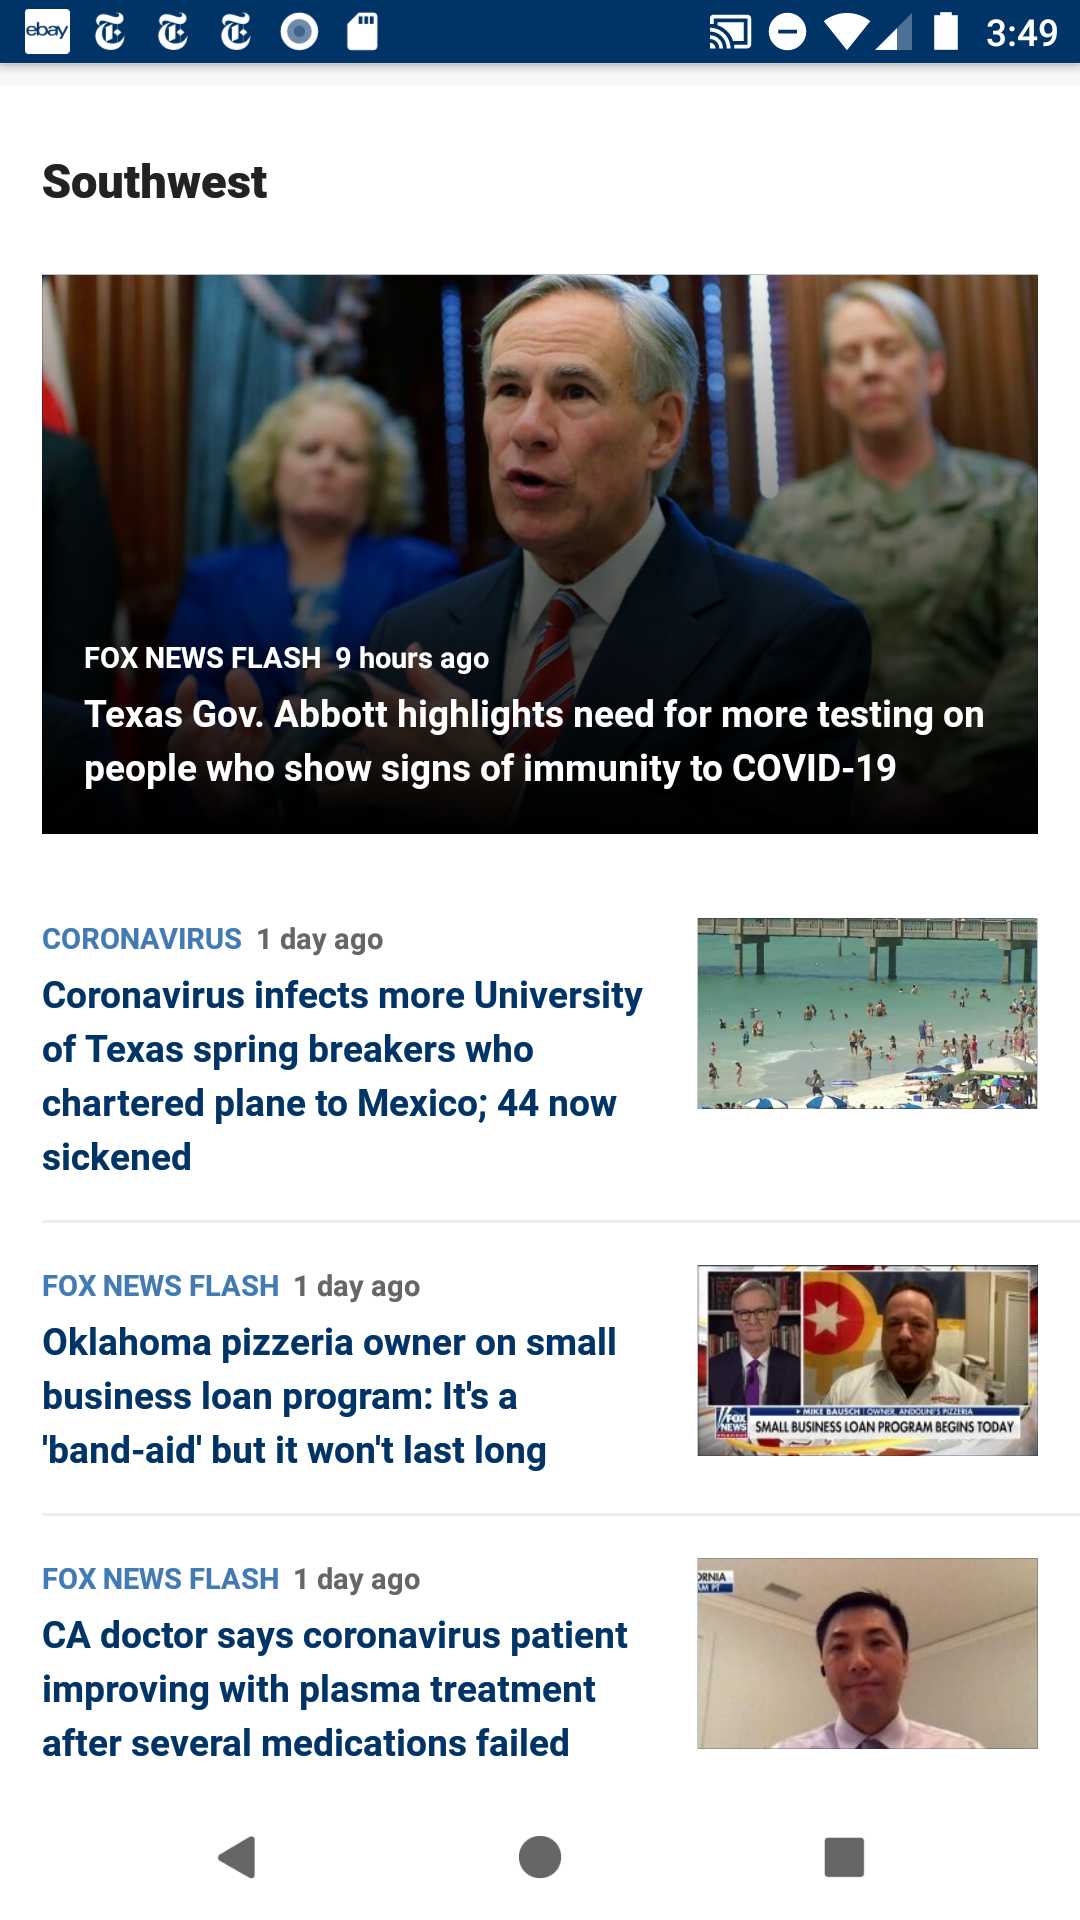 ebay
3:49
Southwest
FOX NEWS FLASH 9 hours ago
Texas Gov. Abbott highlights need for more testing on
people who show signs of immunity to COVID-19
CORONAVIRUS 1 day ago
Coronavirus infects more University
of Texas spring breakers who
chartered plane to Mexico; 44 now
sickened
FOX NEWS FLASH 1 day ago
Oklahoma pizzeria owner on small
business loan program: It's a
'band-aid' but it won't last long
MIKE BAUSCH | OWNER, ANDOLINI'S PIZZERIA
FOX
NEWS
SMALL BUSINESS LOAN PROGRAM BEGINS TODAY
FOX NEWS FLASH 1 day ago
CA doctor says coronavirus patient
improving with plasma treatment
after several medications failed
ORNIA
AM PT